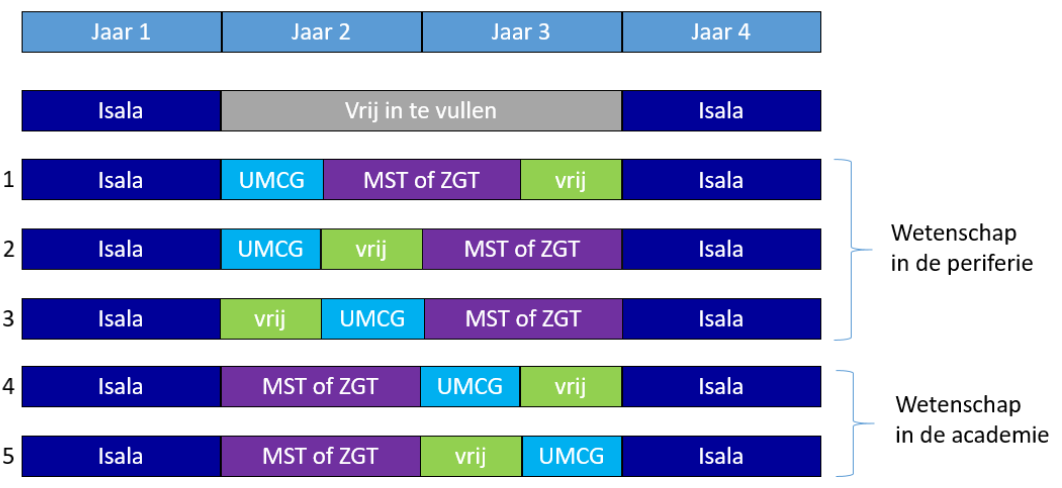 Jaar 1 Jaar 2 Jaar 3 Jaar 4
Isala Vrij in te vullen Isala
1 Isala UMCG MST of ZGT vrij Isala
2 Isala UMCG vrij MST of ZGT Isala
3 Isala vrij UMCG MST of ZGT Isala
Wetenschap
in de periferie
4 Isala MST of ZGT UMCG vrij Isala
5 Isala MST of ZGT vrij UMCG Isala
Wetenschap
in de academie